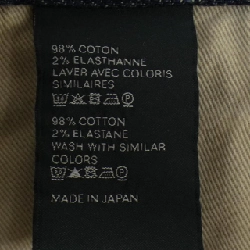 98% COTON
2% ELASTHANNE
LAVER AVEC COLORIS
SIMILAIRES
98% COTTON
2% ELASTANE
WASH WITH SIMILAR
COLORS
MADE IN JAPAN